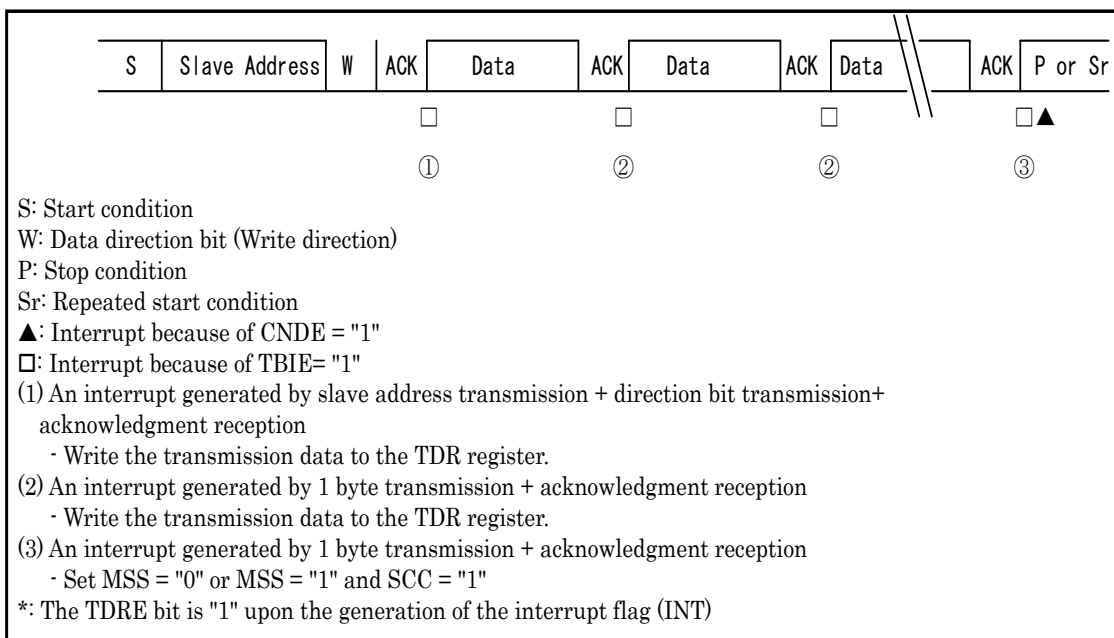 S Slave Address W ACK Data ACK Data ACK Data ACK P or Sr
□ □ □ □▲
① ② ② ③
S: Start condition
W: Data direction bit (Write direction)
P: Stop condition
Sr: Repeated start condition
▲: Interrupt because of CNDE = "1"
□: Interrupt because of TBIE= "1"
(1) An interrupt generated by slave address transmission + direction bit transmission+
acknowledgment reception
- Write the transmission data to the TDR register.
(2) An interrupt generated by 1 byte transmission + acknowledgment reception
- Write the transmission data to the TDR register.
(3) An interrupt generated by 1 byte transmission + acknowledgment reception
- Set MSS = "0" or MSS = "1" and SCC = "1"
*: The TDRE bit is "1" upon the generation of the interrupt flag (INT)